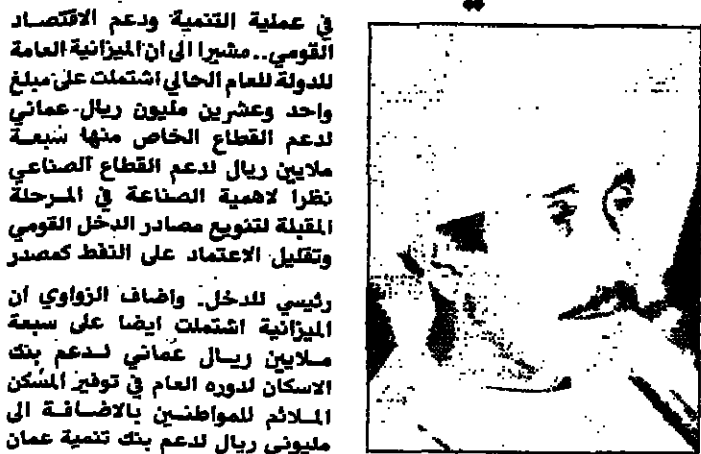 في عملية التنمية ودعم الاقتصاد
القومي.. مشيرا الى ان الميزانية العامة
للدولة للعام الحالي اشتملت على مبلغ
واحد وعشرين مليون ريال عماني
لدعم القطاع الخاص منها سبعة
ملايين ريال لدعم القطاع الصناعي
نظرا لاهمية الصناعة في المرحلة
المقبلة لتنويع مصادر الدخل القومي
وتقليل الاعتماد على النفط كمصدر
رئيسي للدخل. واضاف الزواوي ان
الميزانية اشتملت ايضا على سبعة
ملايين ريال عماني لدعم بنك
الاسكان لدوره العام في توفير المسكن
الملائم للمواطنين بالاضافة الى
مليوني ريال لدعم بنك تنمية عمان